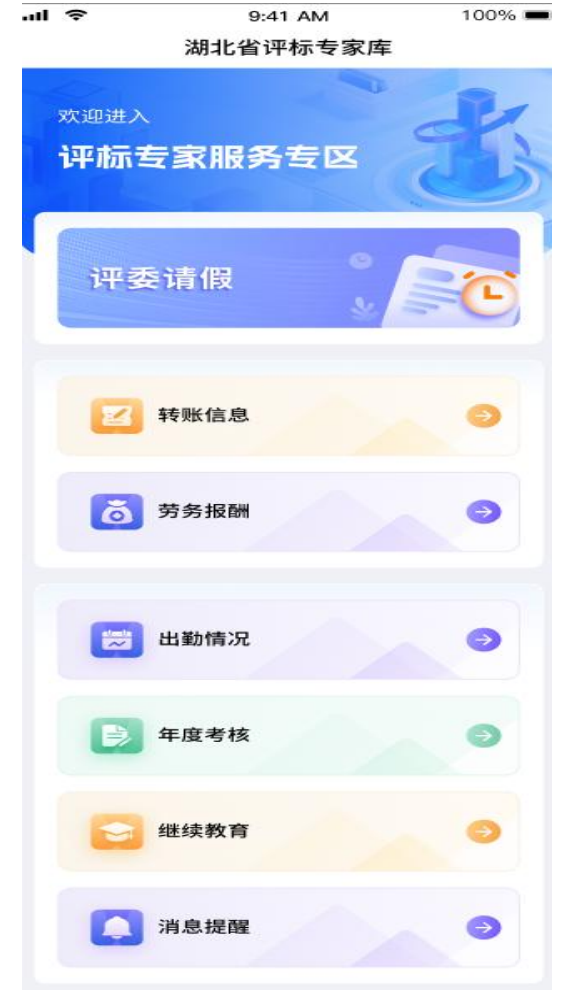 9:41 AM
100%
湖北省评标专家库
欢迎进入
评标专家服务专区
评委请假
转账信息
劳务报酬
出勤情况
年度考核
继续教育
消息提醒